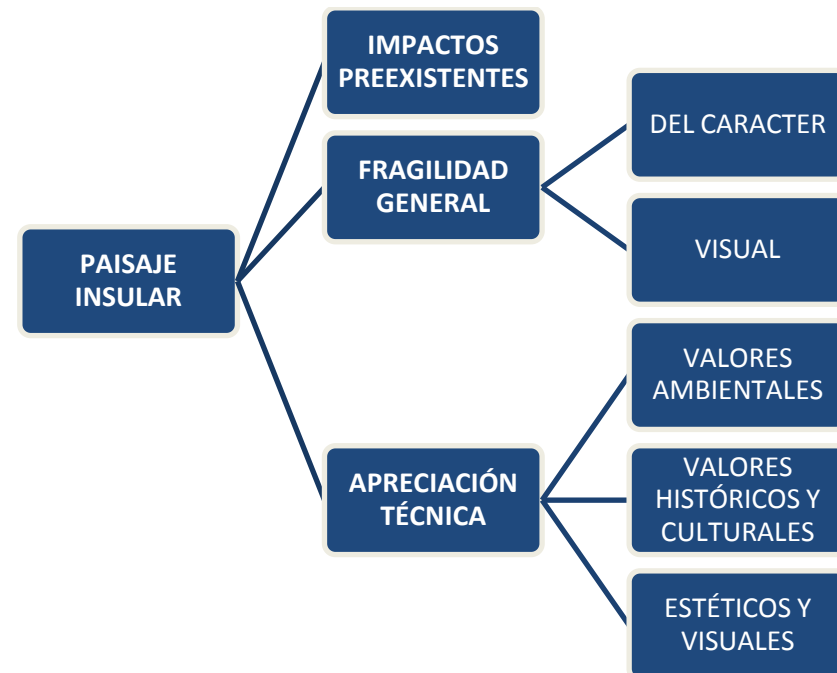 IMPACTOS
PREEXISTENTES
DEL CARACTER
FRAGILIDAD
GENERAL
VISUAL
PAISAJE
INSULAR
VALORES
AMBIENTALES
APRECIACIÓN
TÉCNICA
VALORES
HISTÓRICOS Y
CULTURALES
ESTÉTICOS Y
VISUALES